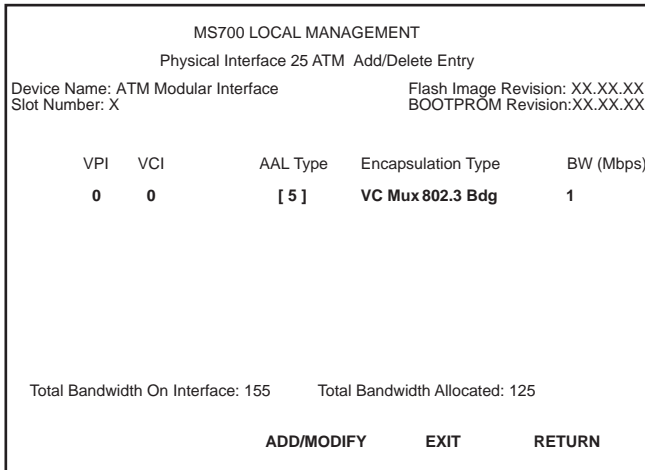 MS700 LOCAL MANAGEMENT
Physical Interface 25 ATM Add/Delete Entry
Device Name: ATM Modular Interface Flash Image Revision: XX.XX.XX
Slot Number: X BOOTPROM Revision:XX.XX.XX
VPI VCI AAL Type Encapsulation Type BW (Mbps)
0 0 [ 5 ] VC Mux 802.3 Bdg 1
Total Bandwidth On Interface: 155 Total Bandwidth Allocated: 125
ADD/MODIFY EXIT RETURN